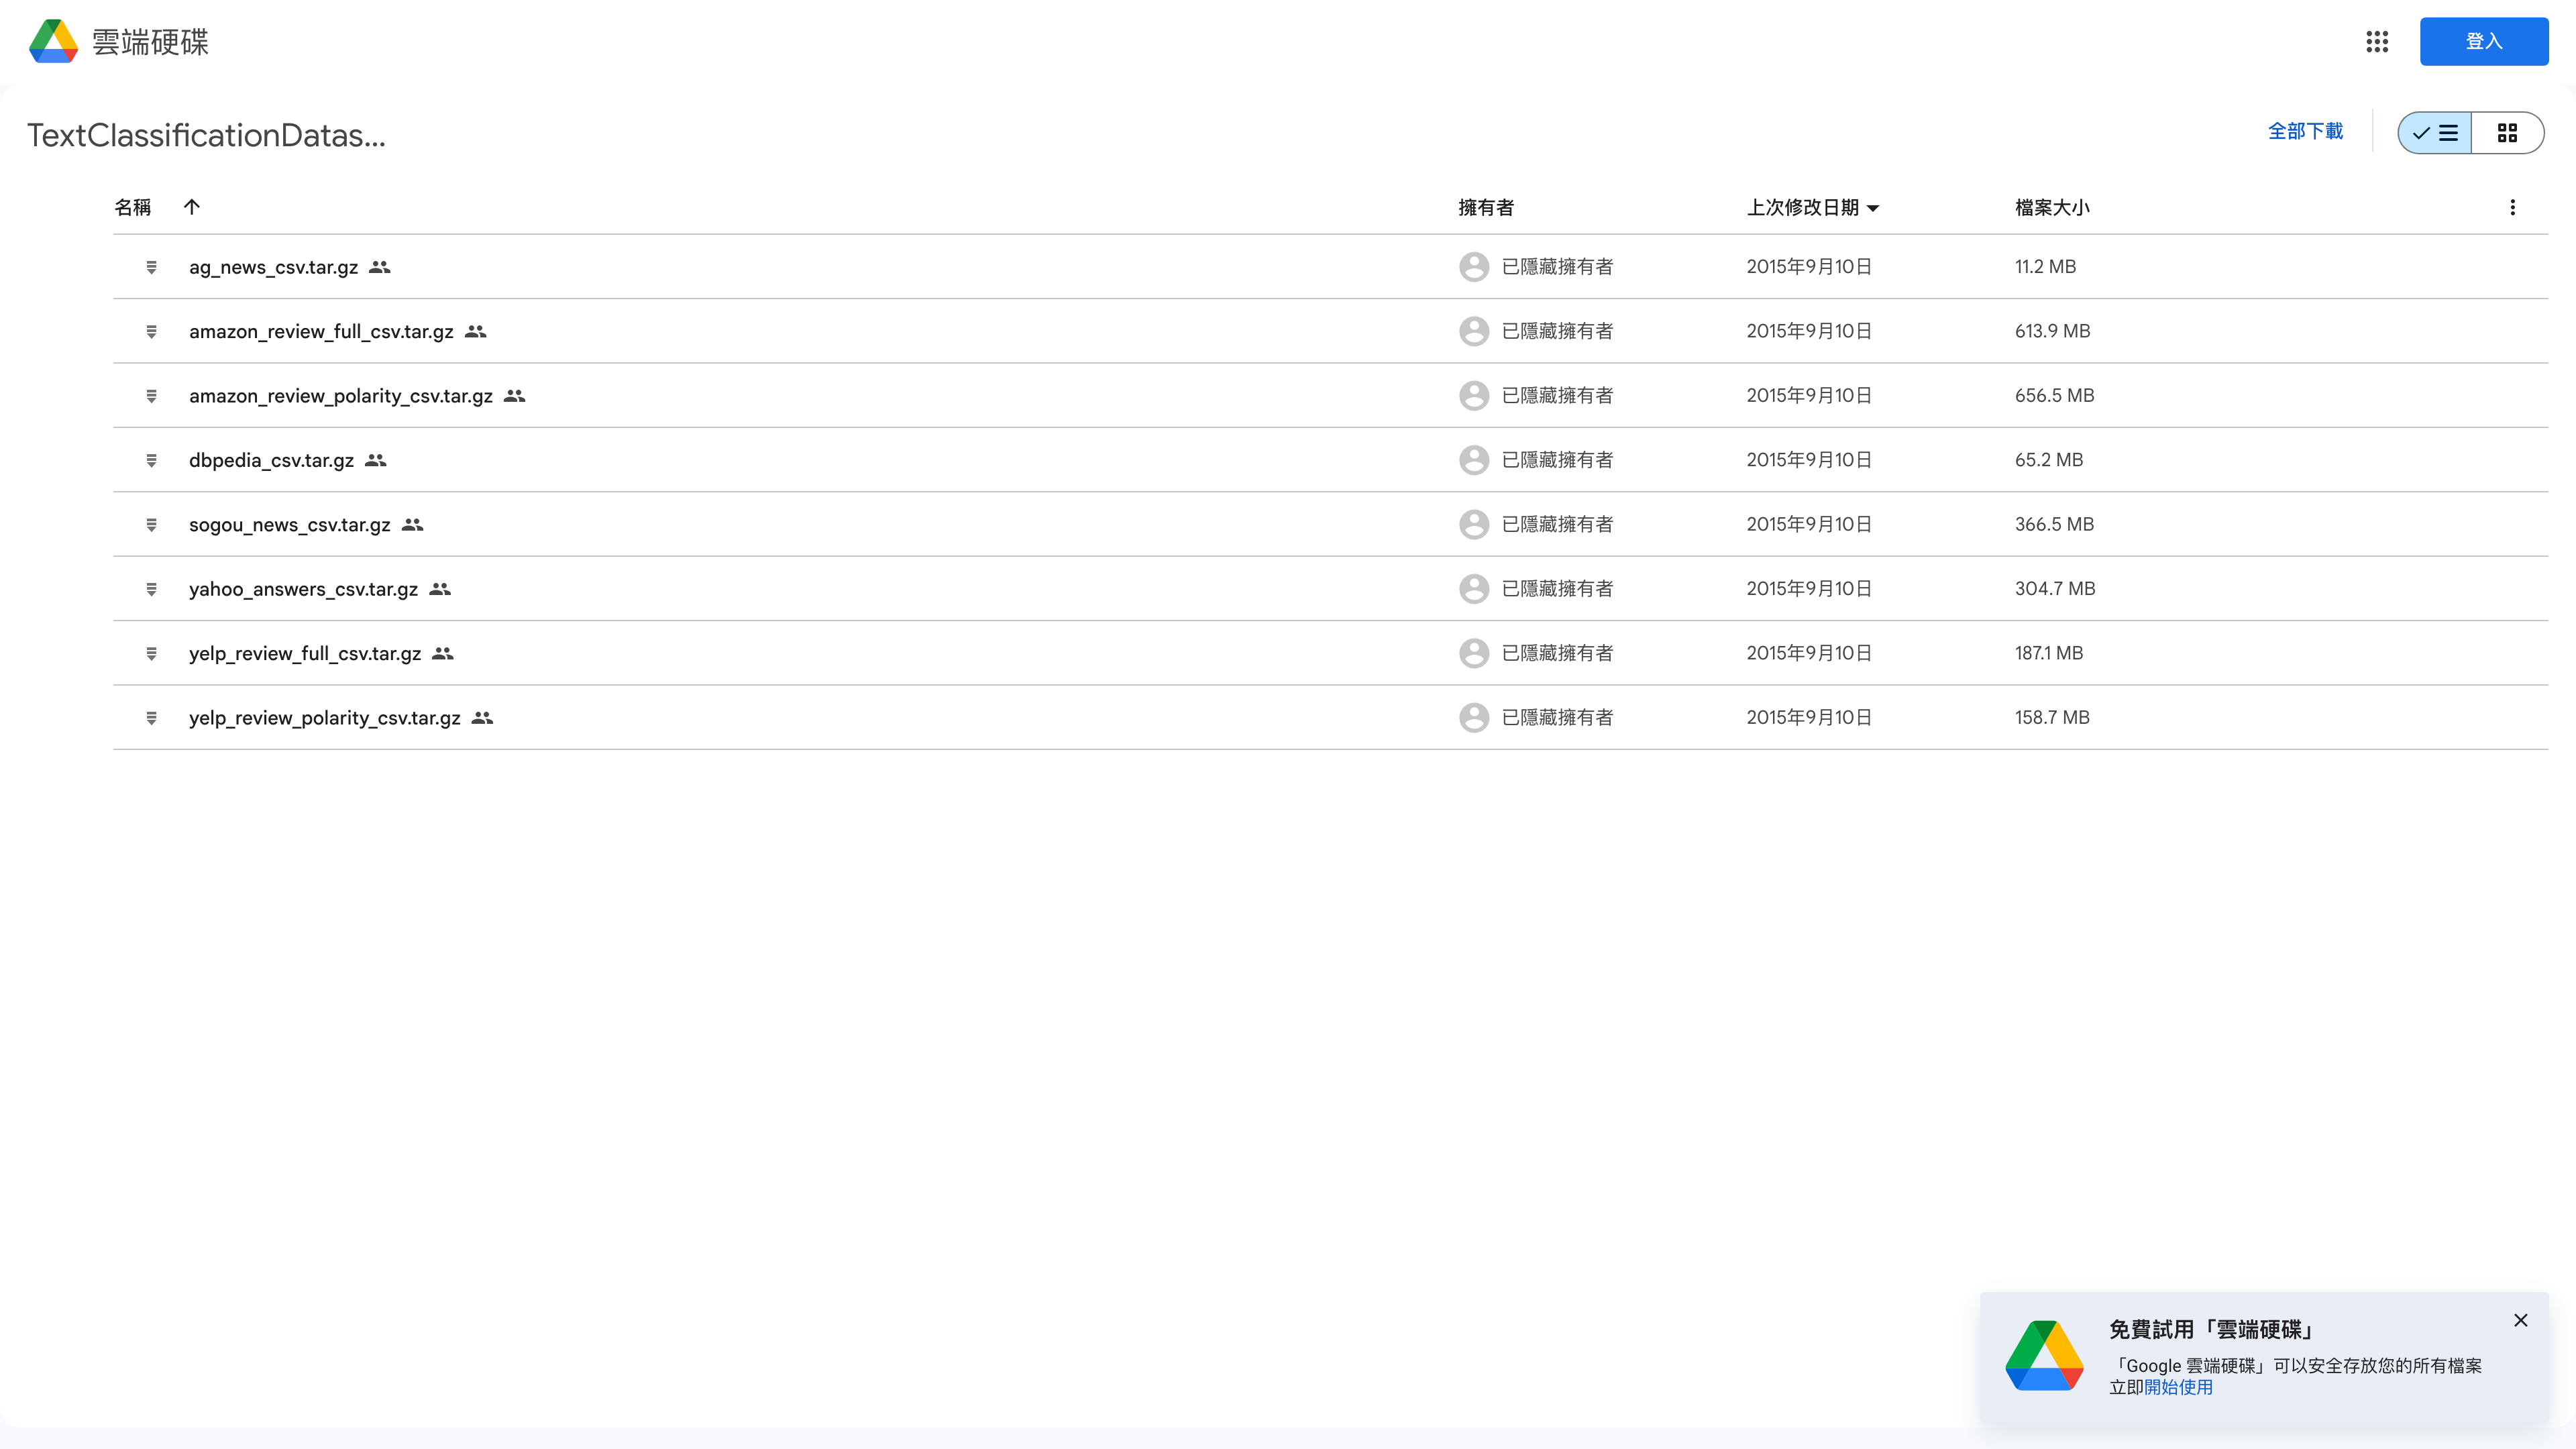 雲端硬碟
登入
TextClassificationDatas...
全部下載
名稱 擁有者 上次修改日期 檔案大小
ag_news_csv.tar.gz 已隱藏擁有者 2015年9月10日 11.2 MB
amazon_review_full_csv.tar.gz 已隱藏擁有者 2015年9月10日 613.9 MB
amazon_review_polarity_csv.tar.gz 已隱藏擁有者 2015年9月10日 656.5 MB
dbpedia_csv.tar.gz 已隱藏擁有者 2015年9月10日 65.2 MB
sogou_news_csv.tar.gz 已隱藏擁有者 2015年9月10日 366.5 MB
yahoo_answers_csv.tar.gz 已隱藏擁有者 2015年9月10日 304.7 MB
yelp_review_full_csv.tar.gz 已隱藏擁有者 2015年9月10日 187.1 MB
yelp_review_polarity_csv.tar.gz 已隱藏擁有者 2015年9月10日 158.7 MB
免費試用「雲端硬碟」
「Google 雲端硬碟」可以安全存放您的所有檔案
立即開始使用